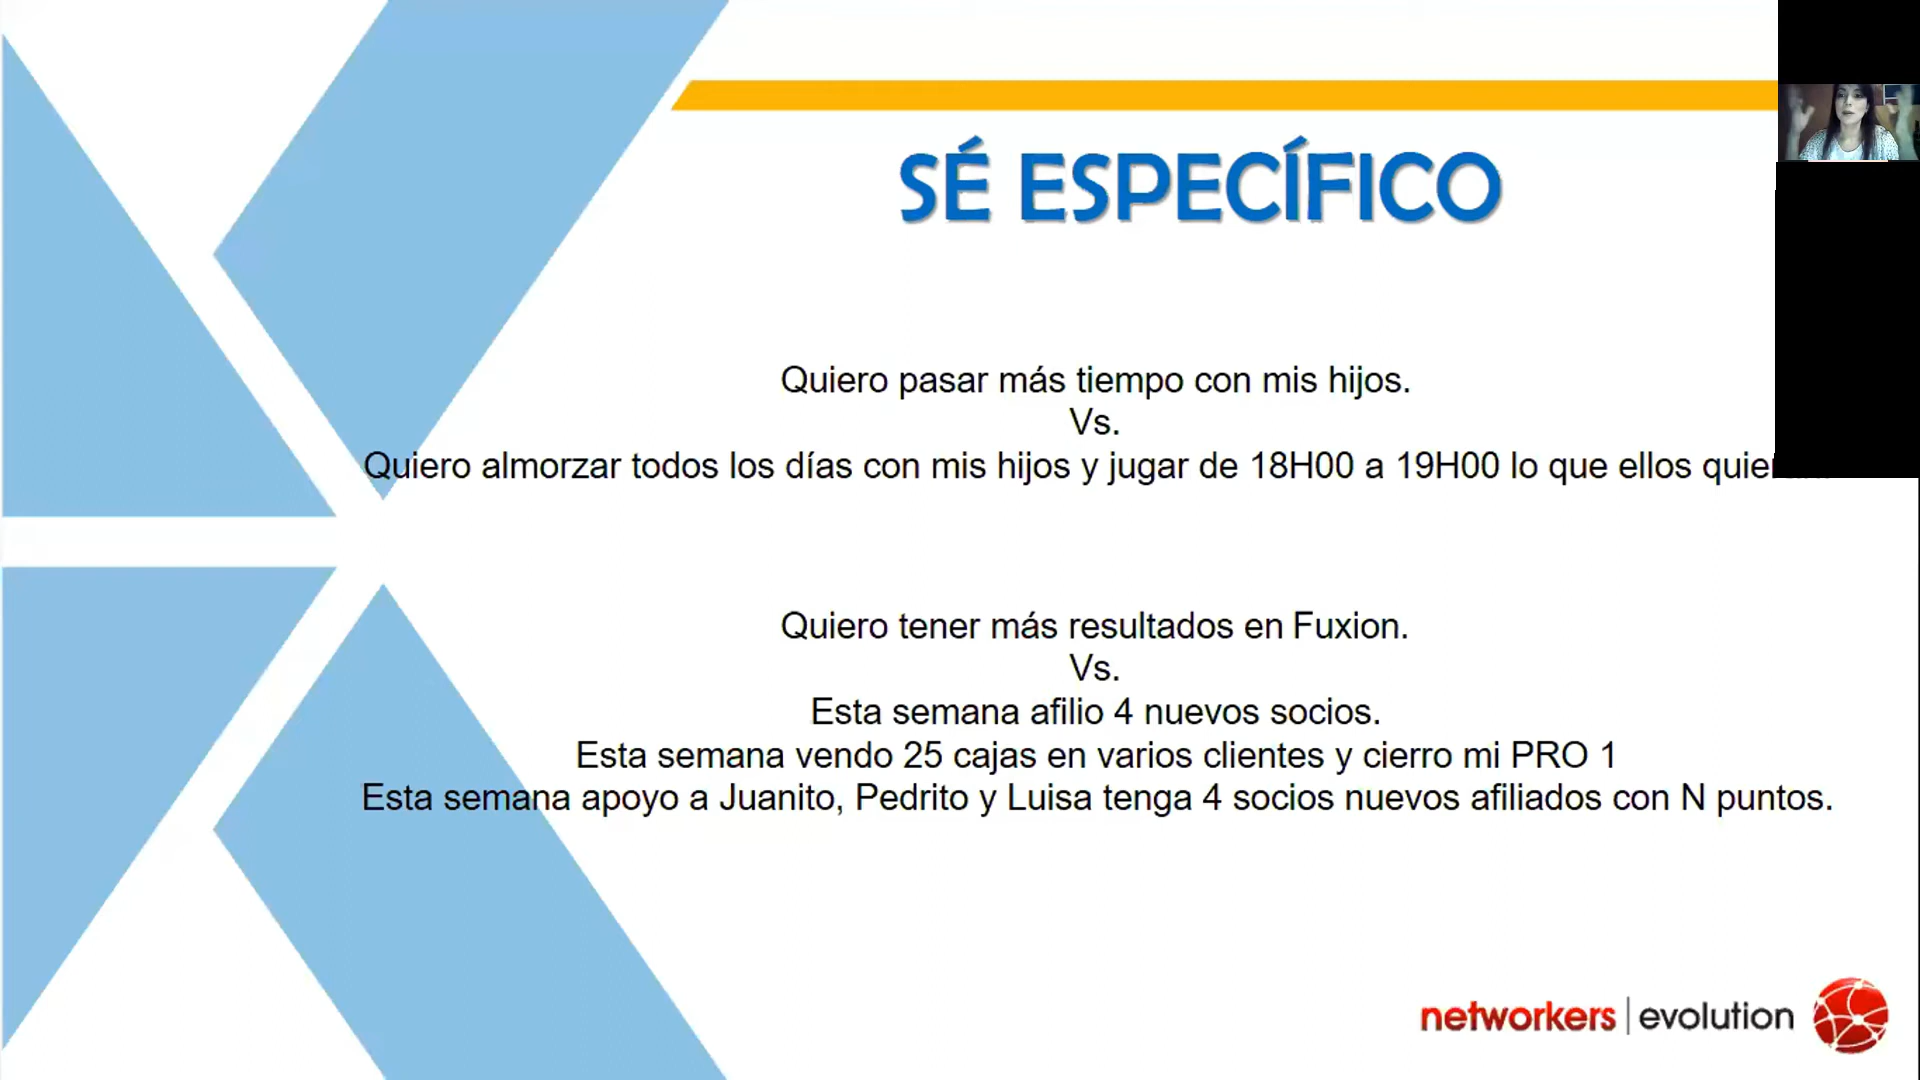 SÉ ESPECÍFICO
Quiero pasar más tiempo con mis hijos.
Vs.
Quiero almorzar todos los días con mis hijos y jugar de 18H00 a 19H00 lo que ellos
Quiero tener más resultados en Fuxion.
Vs.
Esta semana afilio 4 nuevos socios.
Esta semana vendo 25 cajas en varios clientes y cierro mi PRO 1
Esta semana apoyo a Juanito, Pedrito y Luisa tenga 4 socios nuevos afiliados con N puntos.
networkers | evolution